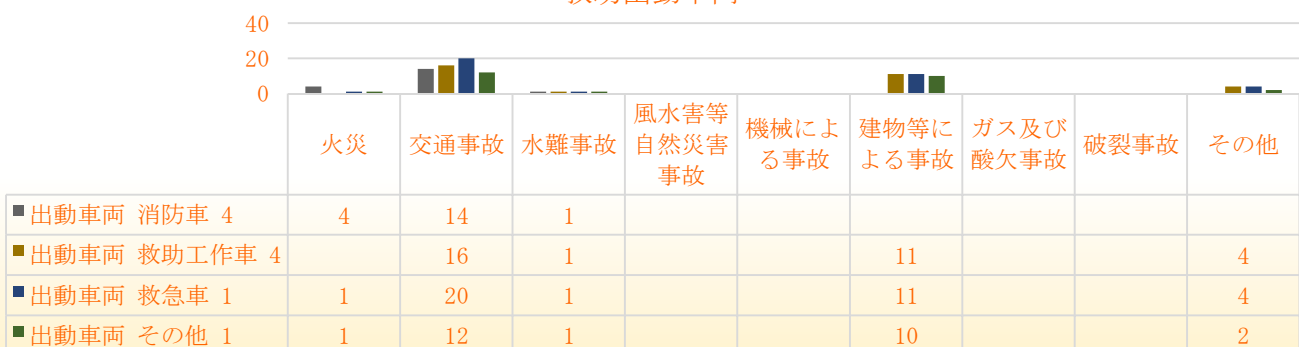 40
20
0
火災
交通事故
水難事故
風水害等
自然災害
事故
機械によ
る事故
建物等に
よる事故
ガス及び
酸欠事故
破裂事故
その他
出動車両 消防車 4 4 14 1
出動車両 救助工作車 4 16 1 11 4
出動車両 救急車 1 1 20 1 11 4
出動車両 その他 1 1 12 1 10 2